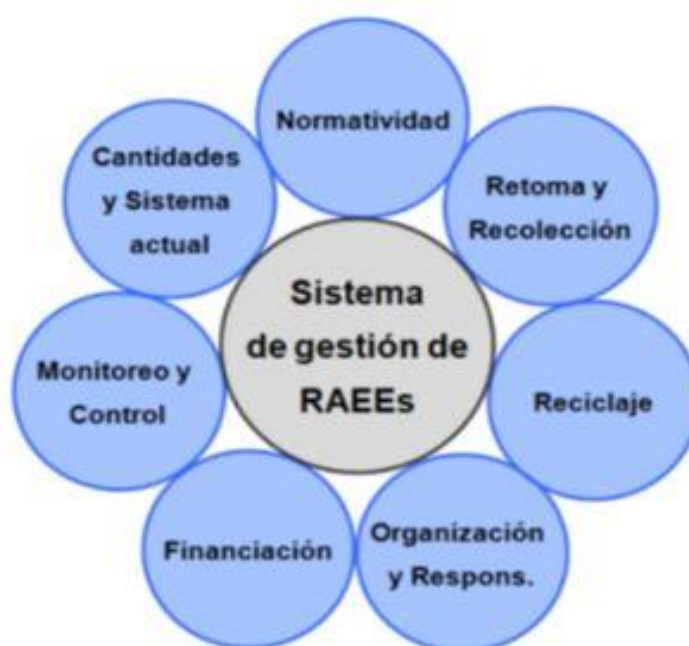 Normatividad
Cantidades
y Sistema
actual
Retoma y
Recolección
Sistema
de gestión de
RAEEs
Monitoreo y
Control
Reciclaje
Financiación
Organización
y Respons.